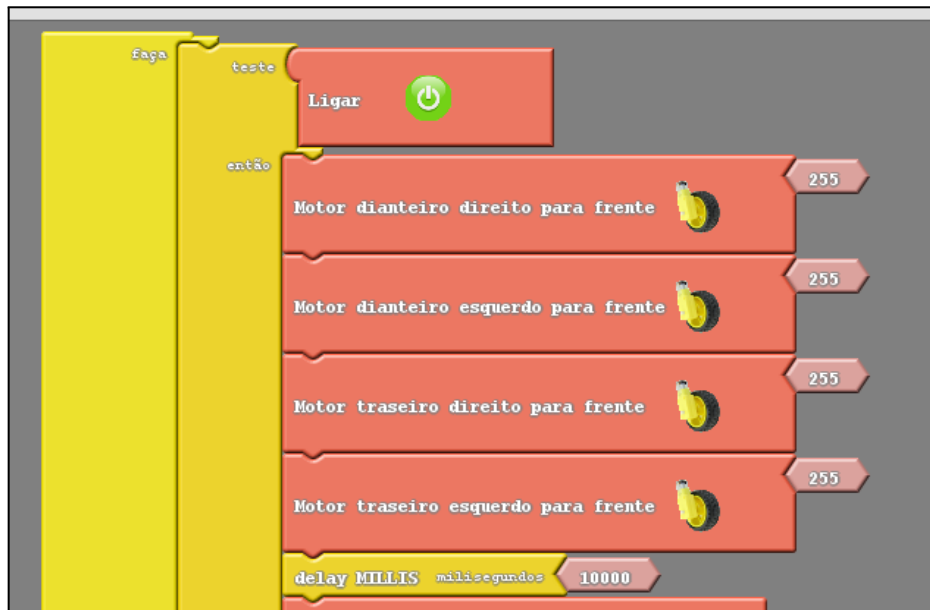 faça
teste
Ligar
então
Motor dianteiro direito para frente 255
Motor dianteiro esquerdo para frente 255
Motor traseiro direito para frente 255
Motor traseiro esquerdo para frente 255
delay MILLIS milisegundos 10000